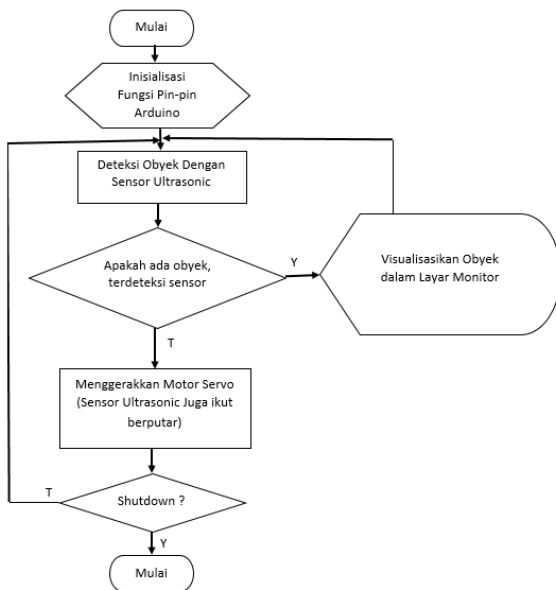 Mulai
Inisialisasi
Fungsi Pin-pin
Arduino
Deteksi Obyek Dengan
Sensor Ultrasonic
Apakah ada obyek,
terdeteksi sensor
Y
Visualisasikan Obyek
dalam Layar Monitor
T
Menggerakkan Motor Servo
(Sensor Ultrasonic Juga ikut
berputar)
T
Shutdown ?
Y
Mulai